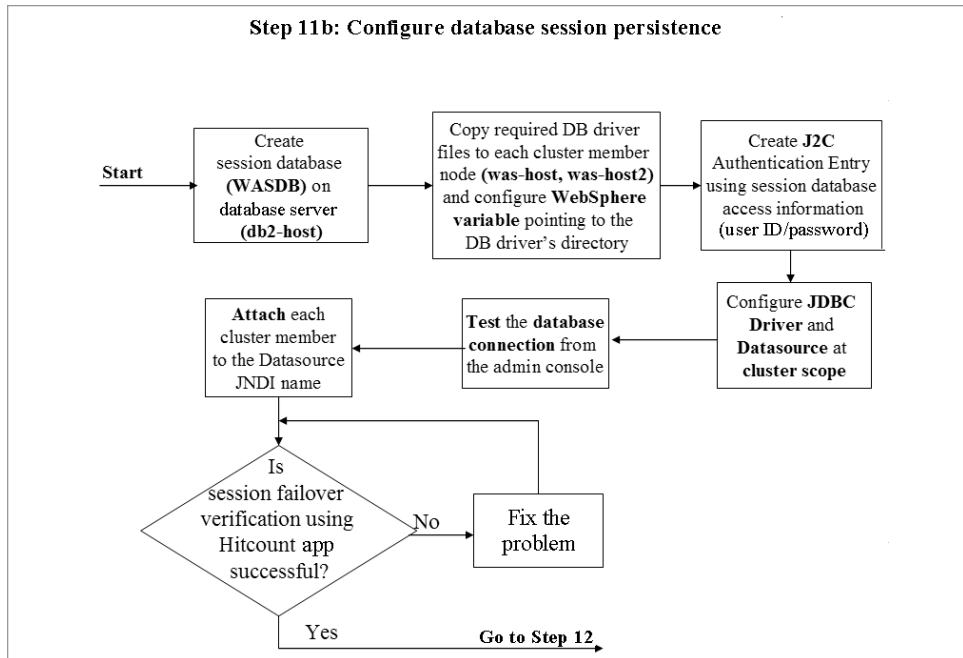 Step 11b: Configure database session persistence
Start
Create
session database
(WASDB) on
database server
(db2-host)
Copy required DB driver
files to each cluster member
node (was-host, was-host2)
and configure WebSphere
variable pointing to the
DB driver's directory
Create J2C
Authentication Entry
using session database
access information
(user ID/password)
Configure JDBC
Driver and
Datasource at
cluster scope
Test the database
connection from
the admin console
Attach each
cluster member
to the Datasource
JNDI name
Is
session failover
verification using
Hitcount app
successful?
No
Fix the
problem
Yes
Go to Step 12